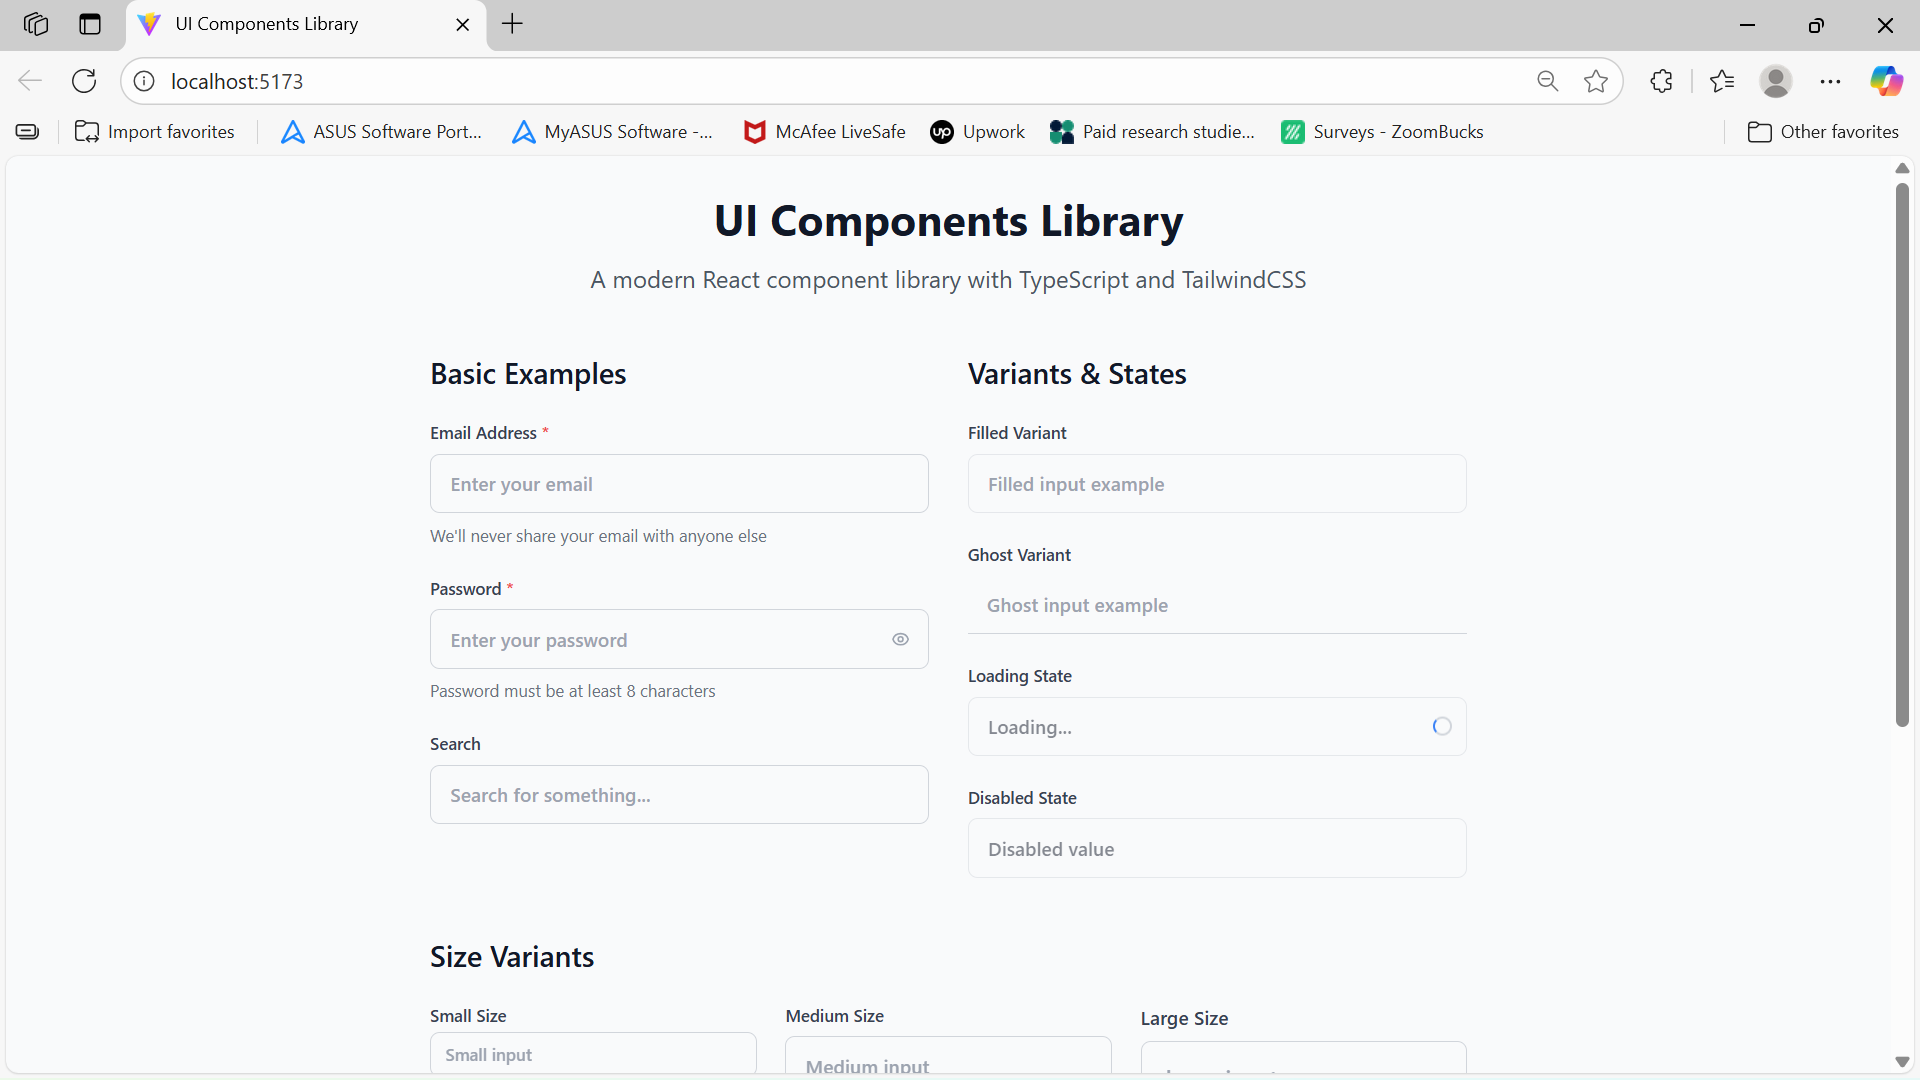 UI Components Library
localhost:5173
Import favorites
ASUS Software Port...
MyASUS Software -...
McAfee LiveSafe
up Upwork
Paid research studie...
Surveys - ZoomBucks
Other favorites
UI Components Library
A modern React component library with TypeScript and TailwindCSS
Basic Examples
Email Address *
Enter your email
We'll never share your email with anyone else
Password *
Enter your password
Password must be at least 8 characters
Search
Search for something...
Variants & States
Filled Variant
Filled input example
Ghost Variant
Ghost input example
Loading State
Loading...
Disabled State
Disabled value
Size Variants
Small Size
Small input
Medium Size
Medium input
Large Size